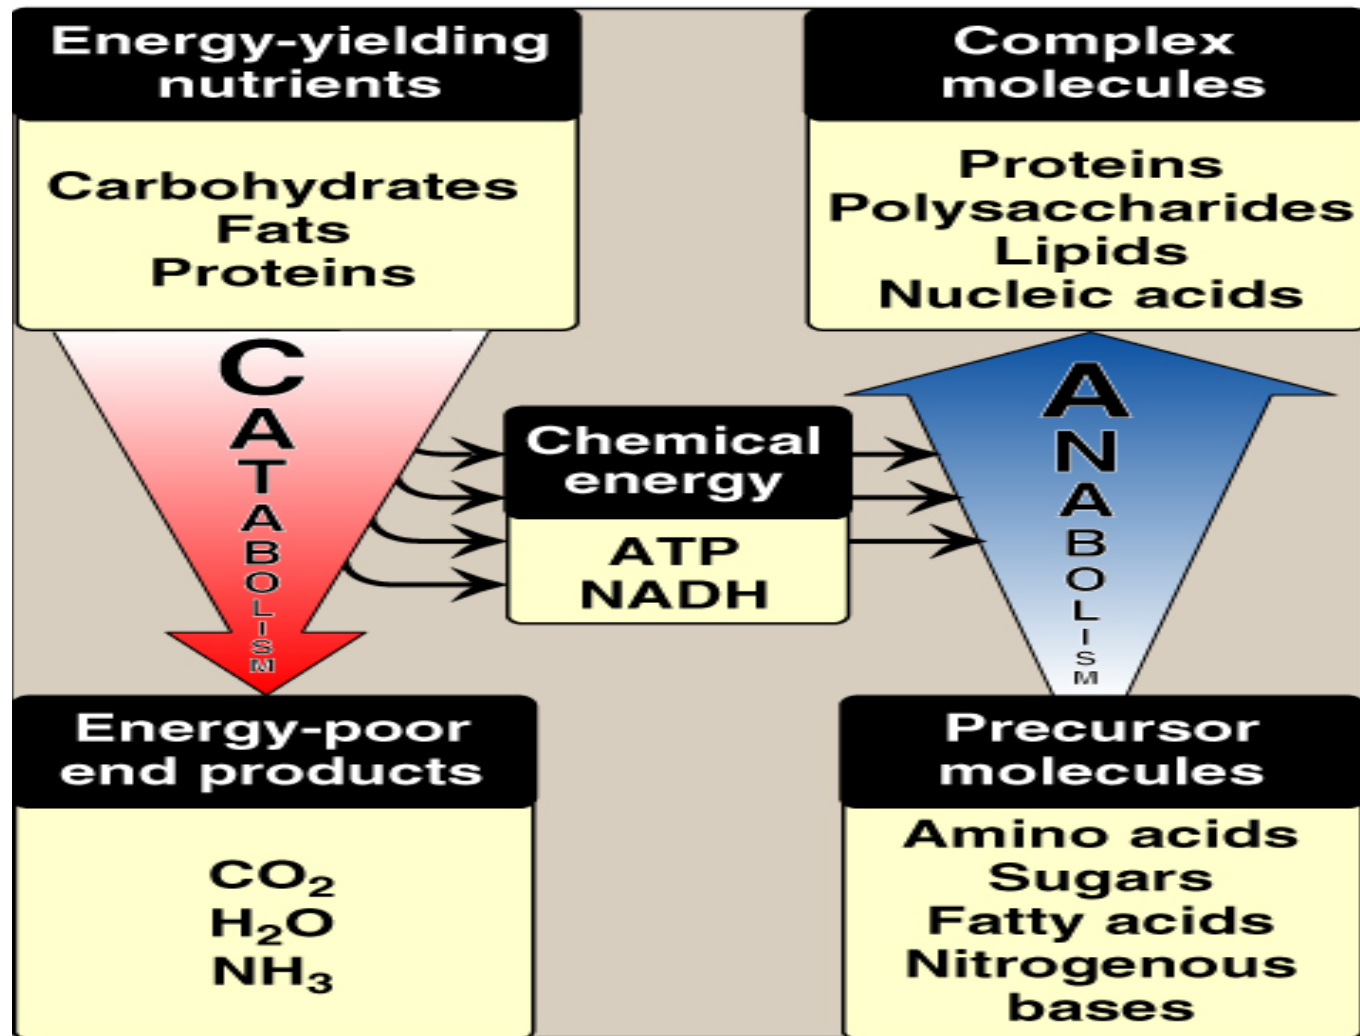 Energy-yielding
nutrients
Carbohydrates
Fats
Proteins
Complex
molecules
Proteins
Polysaccharides
Lipids
Nucleic acids
CATABOLISM
Chemical
energy
ATP
NADH
ANABOLISM
Energy-poor
end products
CO₂
H₂O
NH₃
Precursor
molecules
Amino acids
Sugars
Fatty acids
Nitrogenous
bases